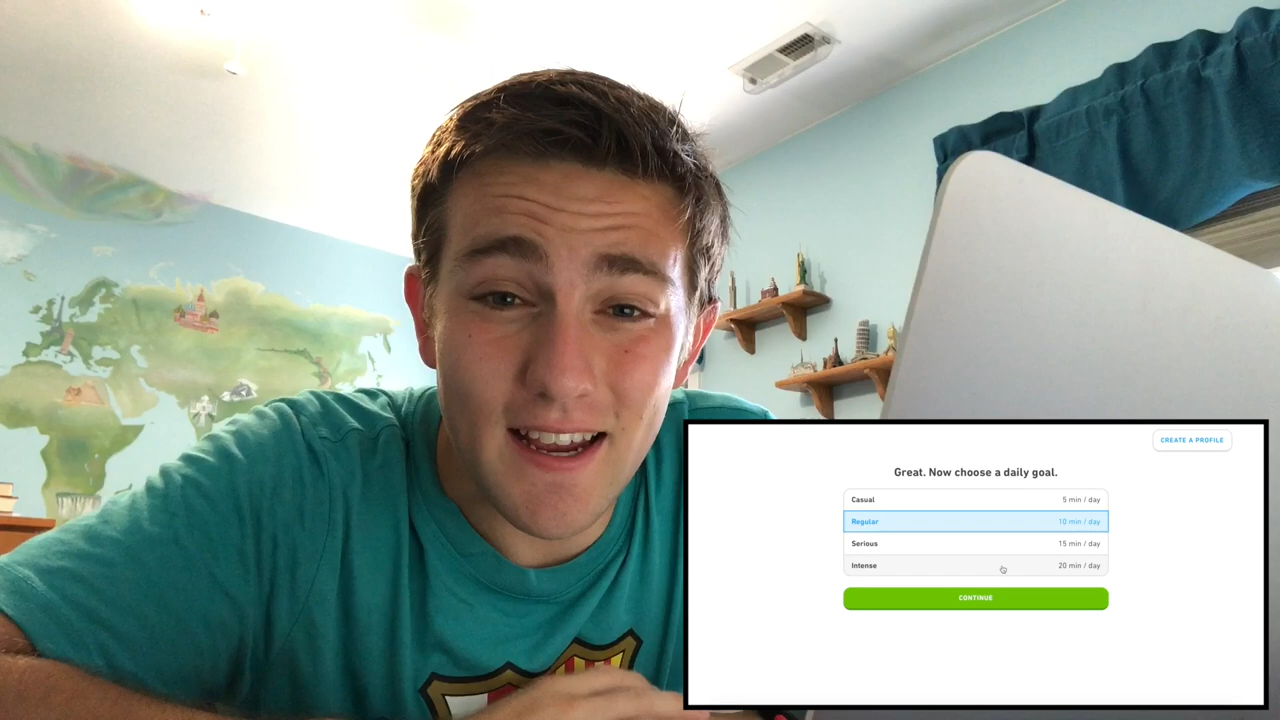 CREATE A PROFILE
Great. Now choose a daily goal.
Casual 5 min / day
Regular 10 min / day
Serious 15 min / day
Intense 20 min / day
CONTINUE